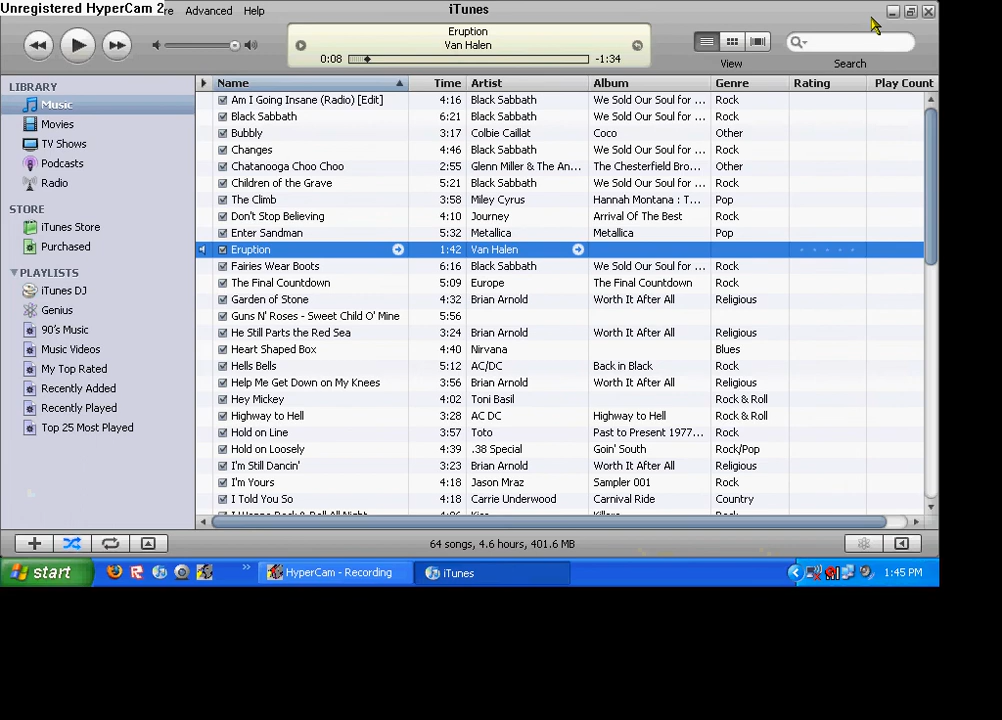 Unregistered HyperCam 2 re Advanced Help iTunes
Eruption
Van Halen
0:08 -1:34
View Search
LIBRARY
Music
Movies
TV Shows
Podcasts
Radio
STORE
iTunes Store
Purchased
PLAYLISTS
iTunes DJ
Genius
90's Music
Music Videos
My Top Rated
Recently Added
Recently Played
Top 25 Most Played
Name Time Artist Album Genre Rating Play Count
Am I Going Insane (Radio) [Edit] 4:16 Black Sabbath We Sold Our Soul for ... Rock
Black Sabbath 6:21 Black Sabbath We Sold Our Soul for ... Rock
Bubbly 3:17 Colbie Caillat Coco Other
Changes 4:46 Black Sabbath We Sold Our Soul for ... Rock
Chatanooga Choo Choo 2:55 Glenn Miller & The An... The Chesterfield Bro... Other
Children of the Grave 5:21 Black Sabbath We Sold Our Soul for ... Rock
The Climb 3:58 Miley Cyrus Hannah Montana : T... Pop
Don't Stop Believing 4:10 Journey Arrival Of The Best Rock
Enter Sandman 5:32 Metallica Metallica Pop
Eruption 1:42 Van Halen
Fairies Wear Boots 6:16 Black Sabbath We Sold Our Soul for ... Rock
The Final Countdown 5:09 Europe The Final Countdown Rock
Garden of Stone 4:32 Brian Arnold Worth It After All Religious
Guns N' Roses - Sweet Child O' Mine 5:56
He Still Parts the Red Sea 3:24 Brian Arnold Worth It After All Religious
Heart Shaped Box 4:40 Nirvana Blues
Hells Bells 5:12 AC/DC Back in Black Rock
Help Me Get Down on My Knees 3:56 Brian Arnold Worth It After All Religious
Hey Mickey 4:02 Toni Basil Rock & Roll
Highway to Hell 3:28 AC DC Highway to Hell Rock & Roll
Hold on Line 3:57 Toto Past to Present 1977... Rock
Hold on Loosely 4:39 .38 Special Goin' South Rock/Pop
I'm Still Dancin' 3:23 Brian Arnold Worth It After All Religious
I'm Yours 4:18 Jason Mraz Sampler 001 Rock
I Told You So 4:18 Carrie Underwood Carnival Ride Country
64 songs, 4.6 hours, 401.6 MB
start HyperCam - Recording iTunes 1:45 PM